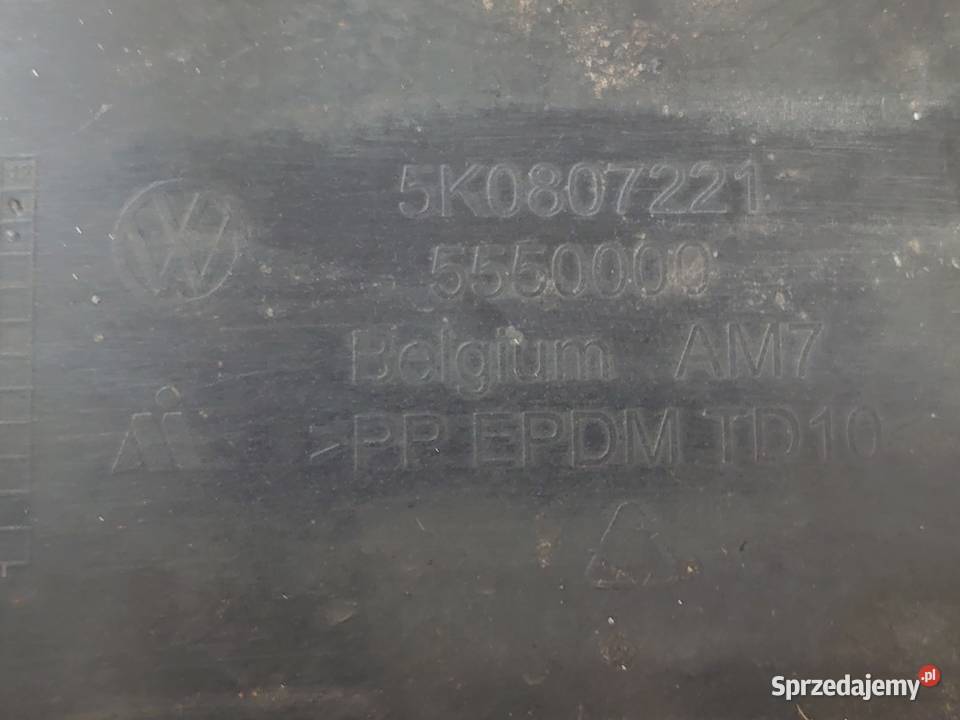 5K0807221
5550000
Belgium AM7
>PP EPDM TD10
Sprzedajemy.pl